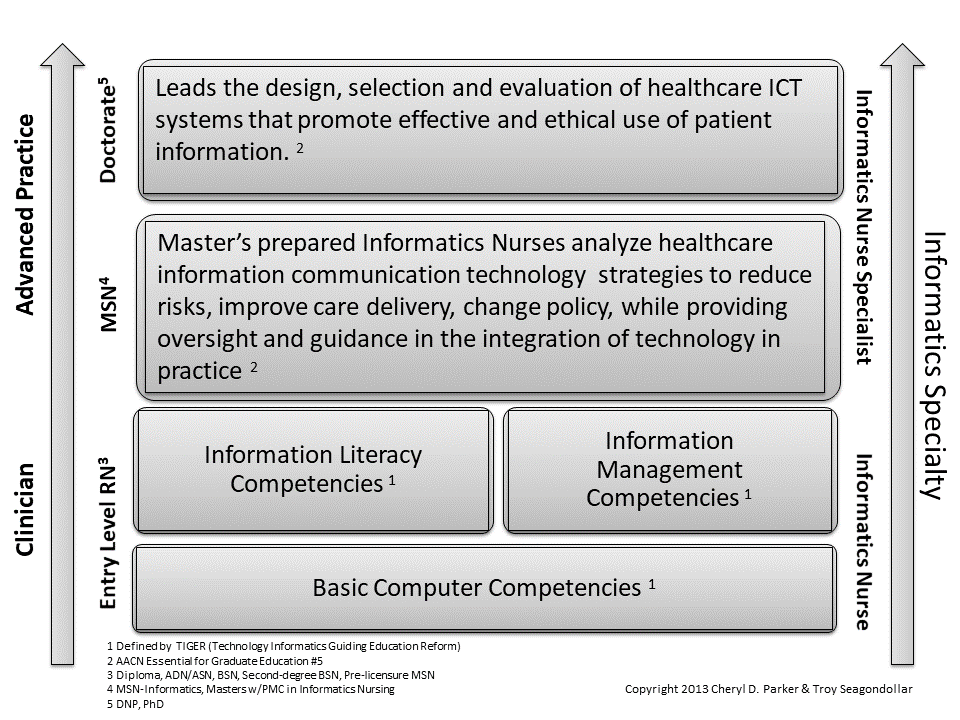 Advanced Practice
Clinician
Doctorate⁵
MSN⁴
Entry Level RN³
Leads the design, selection and evaluation of healthcare ICT
systems that promote effective and ethical use of patient
information. ²
Master’s prepared Informatics Nurses analyze healthcare
information communication technology strategies to reduce
risks, improve care delivery, change policy, while providing
oversight and guidance in the integration of technology in
practice ²
Information Literacy
Competencies ¹
Information
Management
Competencies ¹
Basic Computer Competencies ¹
Informatics Nurse Specialist
Informatics Nurse
Informatics Specialty
1 Defined by TIGER (Technology Informatics Guiding Education Reform)
2 AACN Essential for Graduate Education #5
3 Diploma, ADN/ASN, BSN, Second-degree BSN, Pre-licensure MSN
4 MSN-Informatics, Masters w/PMC in Informatics Nursing
5 DNP, PhD
Copyright 2013 Cheryl D. Parker & Troy Seagondollar